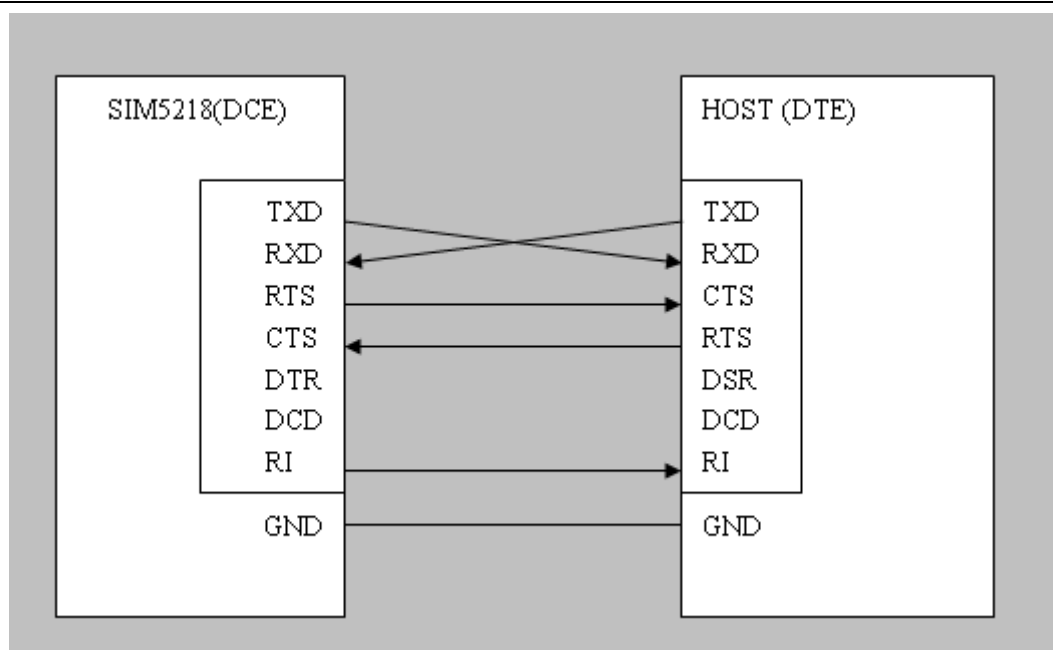 SIM5218(DCE)
TXD
RXD
RTS
CTS
DTR
DCD
RI
GND
HOST (DTE)
TXD
RXD
CTS
RTS
DSR
DCD
RI
GND